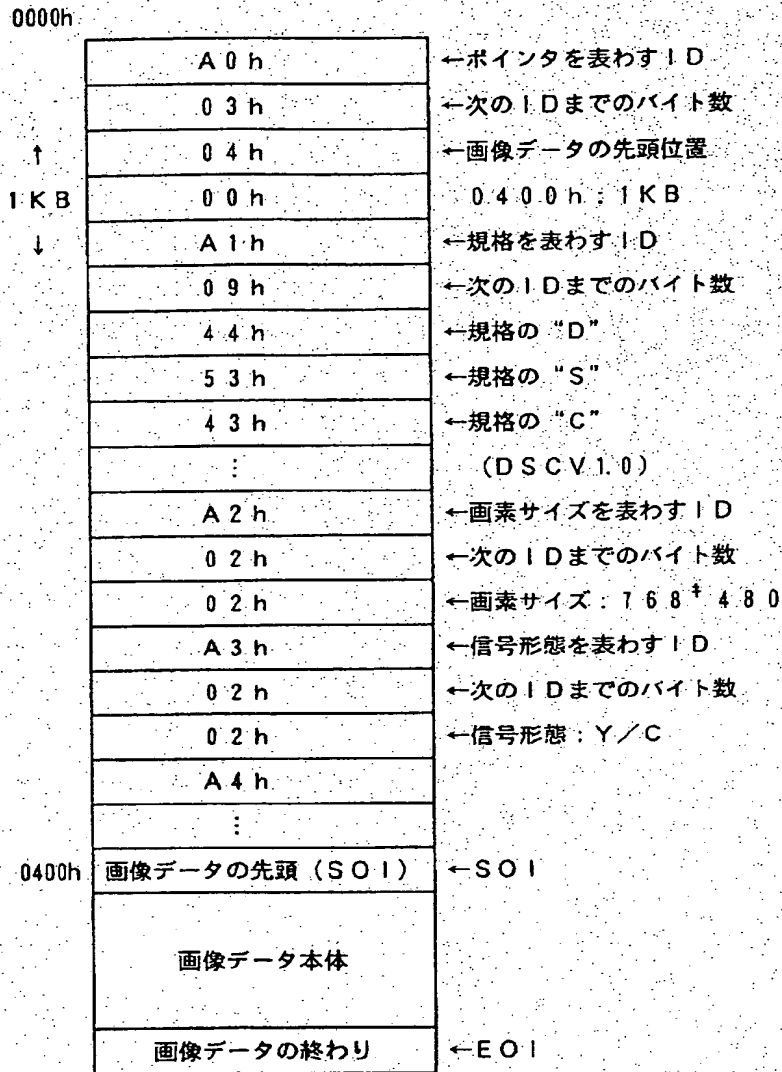 0000h
A0h ←ポインタを表わすID
03h ←次のIDまでのバイト数
↑ 04h ←画像データの先頭位置
1KB 00h 0400h:1KB
↓ A1h ←規格を表わすID
09h ←次のIDまでのバイト数
44h ←規格の“D”
53h ←規格の“S”
43h ←規格の“C”
⋮ (DSCV1.0)
A2h ←画素サイズを表わすID
02h ←次のIDまでのバイト数
02h ←画素サイズ:768*480
A3h ←信号形態を表わすID
02h ←次のIDまでのバイト数
02h ←信号形態:Y/C
A4h
⋮
0400h 画像データの先頭(SOI) ←SOI
画像データ本体
画像データの終わり ←EOI